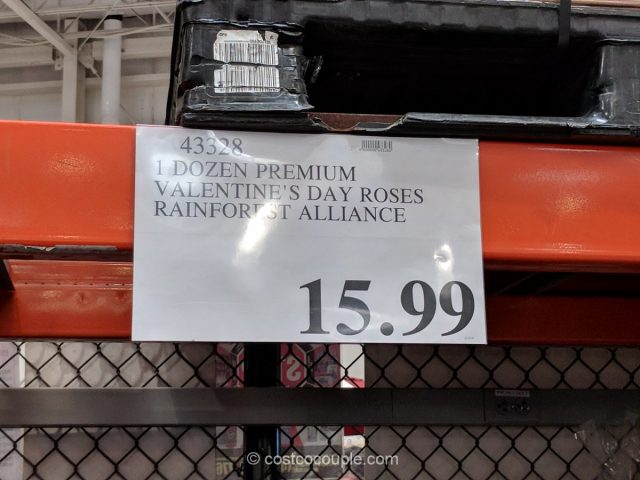 43328
1 DOZEN PREMIUM
VALENTINE'S DAY ROSES
RAINFOREST ALLIANCE
15.99
© costcocouple.com